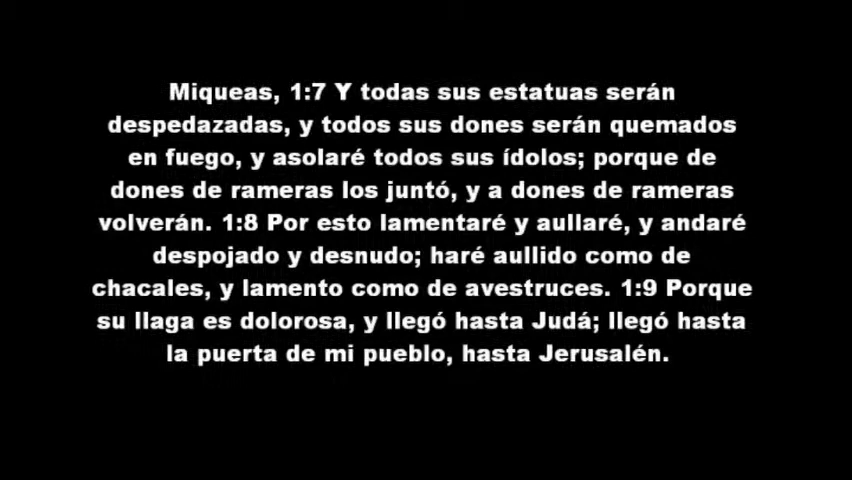 Miqueas, 1:7 Y todas sus estatuas serán
despedazadas, y todos sus dones serán quemados
en fuego, y asolaré todos sus ídolos; porque de
dones de rameras los juntó, y a dones de rameras
volverán. 1:8 Por esto lamentaré y aullaré, y andaré
despojado y desnudo; haré aullido como de
chacales, y lamento como de avestruces. 1:9 Porque
su llaga es dolorosa, y llegó hasta Judá; llegó hasta
la puerta de mi pueblo, hasta Jerusalén.